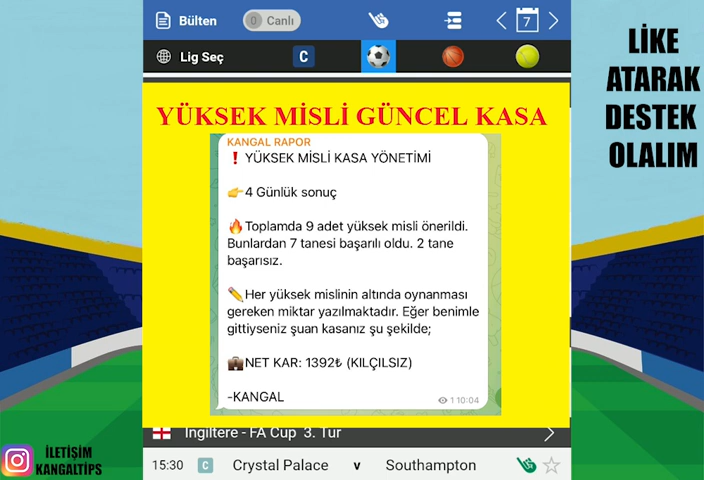 Bülten
0 Canlı
7
Lig Seç
C
LİKE
ATARAK
DESTEK
OLALIM
YÜKSEK MİSLİ GÜNCEL KASA
KANGAL RAPOR
❗ YÜKSEK MİSLİ KASA YÖNETİMİ
👉4 Günlük sonuç
🔥Toplamda 9 adet yüksek misli önerildi.
Bunlardan 7 tanesi başarılı oldu. 2 tane
başarısız.
✏️Her yüksek mislinin altında oynanması
gereken miktar yazılmaktadır. Eğer benimle
gittiyseniz şuan kasanız şu şekilde;
💼NET KAR: 1392₺ (KILÇILSIZ)
-KANGAL
1 10:04
İngiltere - FA Cup 3. Tur
15:30 C Crystal Palace v Southampton
İLETİŞİM
KANGALTİPS